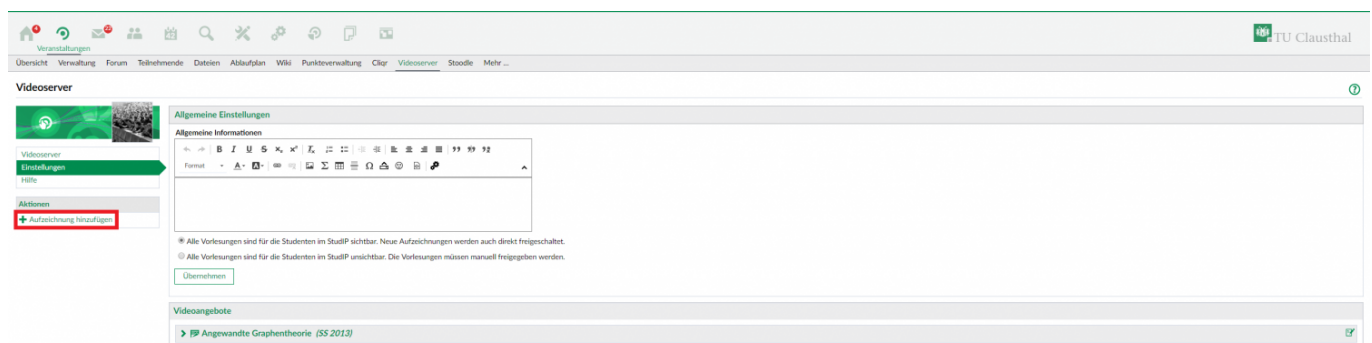 4
22
Veranstaltungen
TU Clausthal
Übersicht Verwaltung Forum Teilnehmende Dateien Ablaufplan Wiki Punkteverwaltung Cliqr Videoserver Stoodle Mehr ...
Videoserver
Allgemeine Einstellungen
Allgemeine Informationen
Format
Videoserver
Einstellungen
Hilfe
Aktionen
Aufzeichnung hinzufügen
Alle Vorlesungen sind für die Studenten im StudIP sichtbar. Neue Aufzeichnungen werden auch direkt freigeschaltet.
Alle Vorlesungen sind für die Studenten im StudIP unsichtbar. Die Vorlesungen müssen manuell freigegeben werden.
Übernehmen
Videoangebote
Angewandte Graphentheorie (SS 2013)